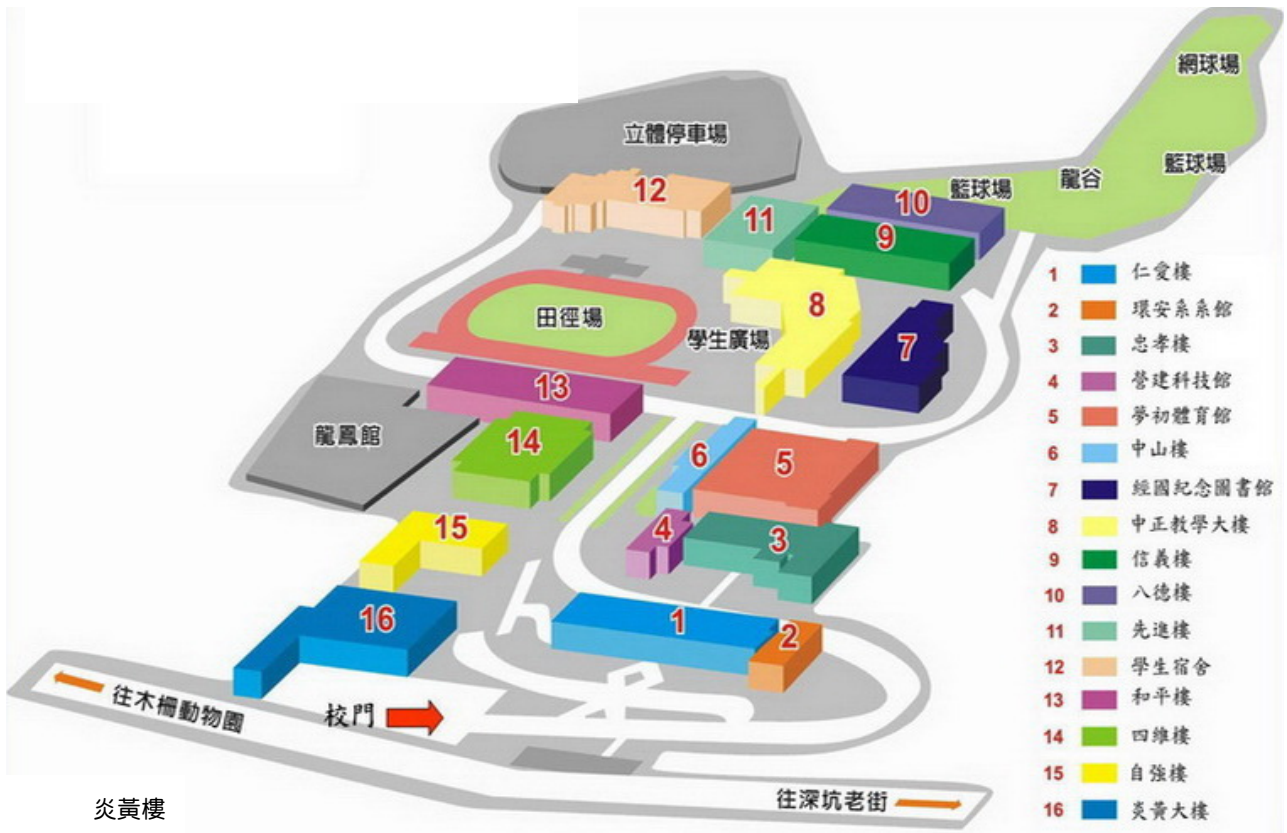 網球場
立體停車場
籃球場
龍谷
籃球場
12
11
10
9
田徑場
學生廣場
8
7
13
龍鳳館
14
6
5
15
4
3
16
1
2
往木柵動物園
校門
往深坑老街
炎黃樓
1 仁愛樓
2 環安系系館
3 忠孝樓
4 營建科技館
5 夢初體育館
6 中山樓
7 經國紀念圖書館
8 中正教學大樓
9 信義樓
10 八德樓
11 先進樓
12 學生宿舍
13 和平樓
14 四維樓
15 自強樓
16 炎黃大樓